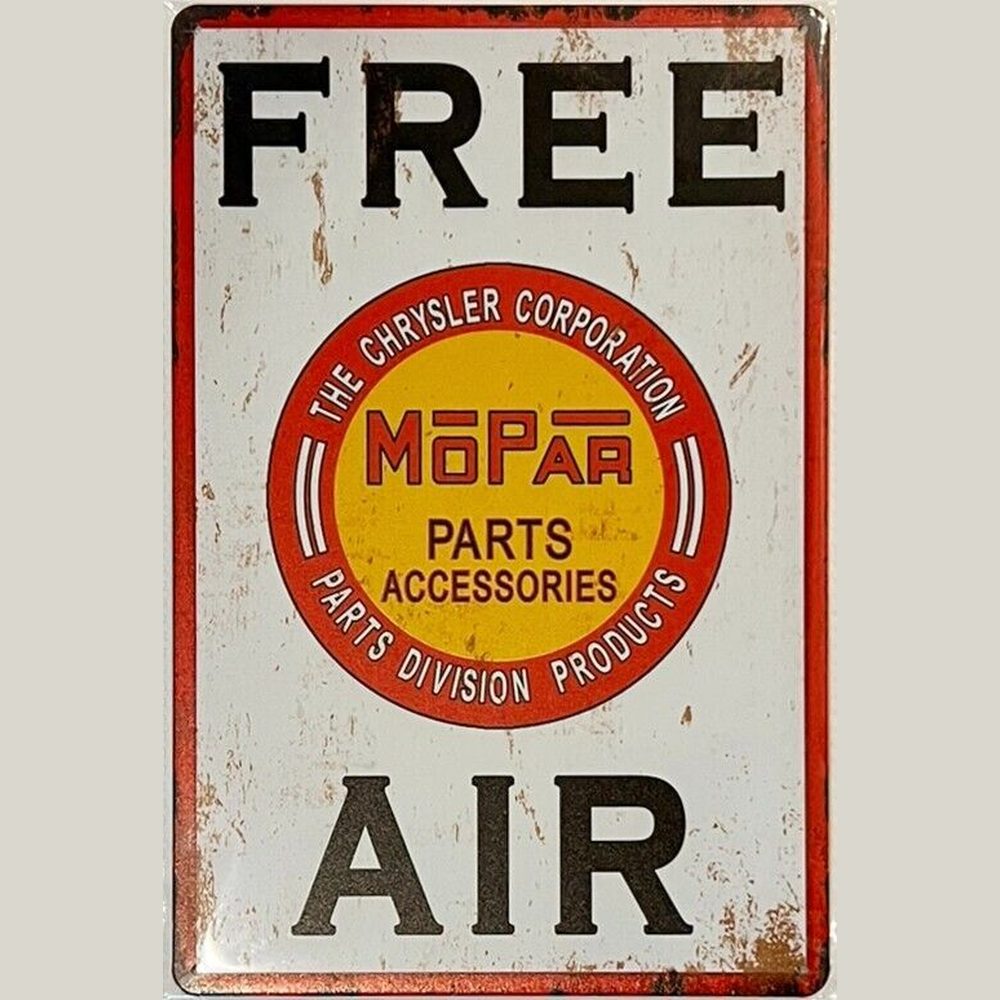 FREE
THE CHRYSLER CORPORATION
MOPAR
PARTS
ACCESSORIES
PARTS DIVISION PRODUCTS
AIR